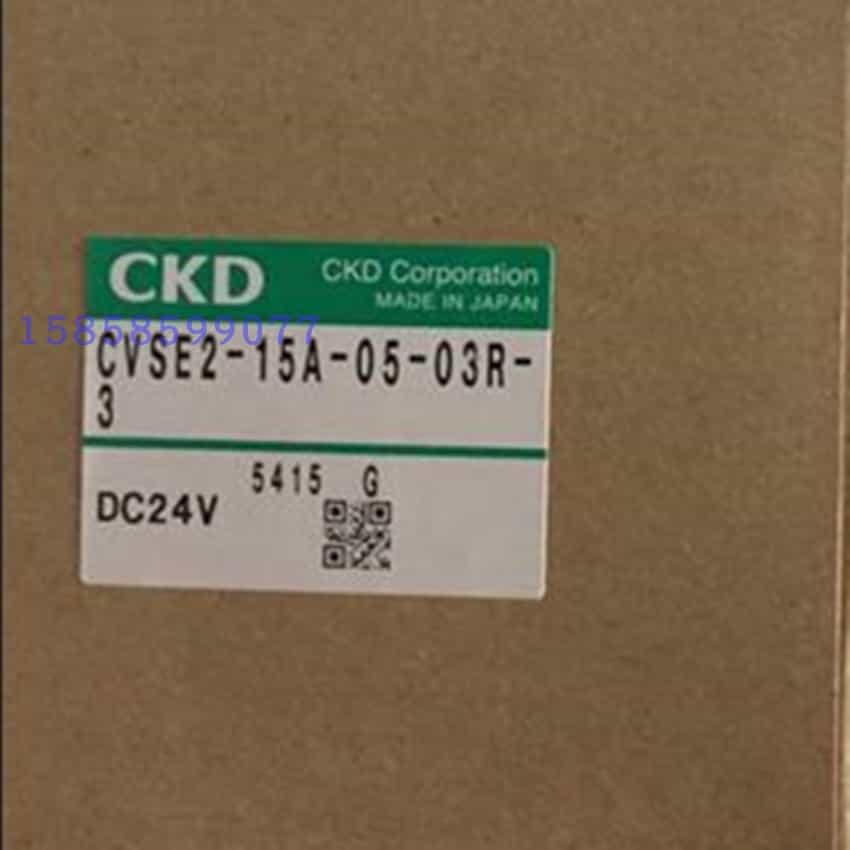 CKD
CKD Corporation
MADE IN JAPAN
15858599077
CVSE2-15A-05-03R-
3
5415 G
DC24V